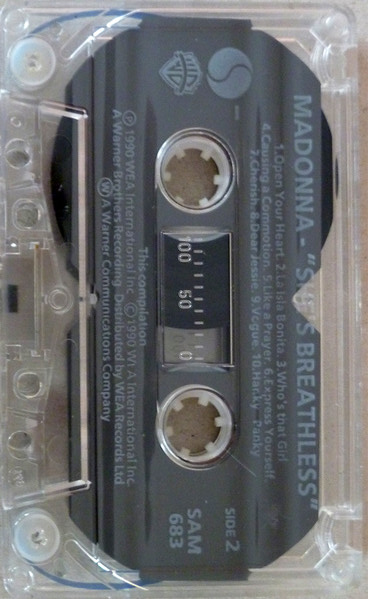 MADONNA - "SHE'S BREATHLESS"
1.Open Your Heart. 2.La Isla Bonita. 3.Who's that Girl
4.Causing a Commotion. 5.Like a Prayer. 6.Express Yourself
7.Cherish. 8.Dear Jessie. 9.Vogue. 10.Hanky Panky
SIDE 2
SAM
683
100 50 0
This compilation
Ⓟ 1990 WEA International Inc. © 1990 WEA International Inc.
A Warner Brothers Recording. Distributed by WEA Records Ltd
Ⓦ A Warner Communications Company